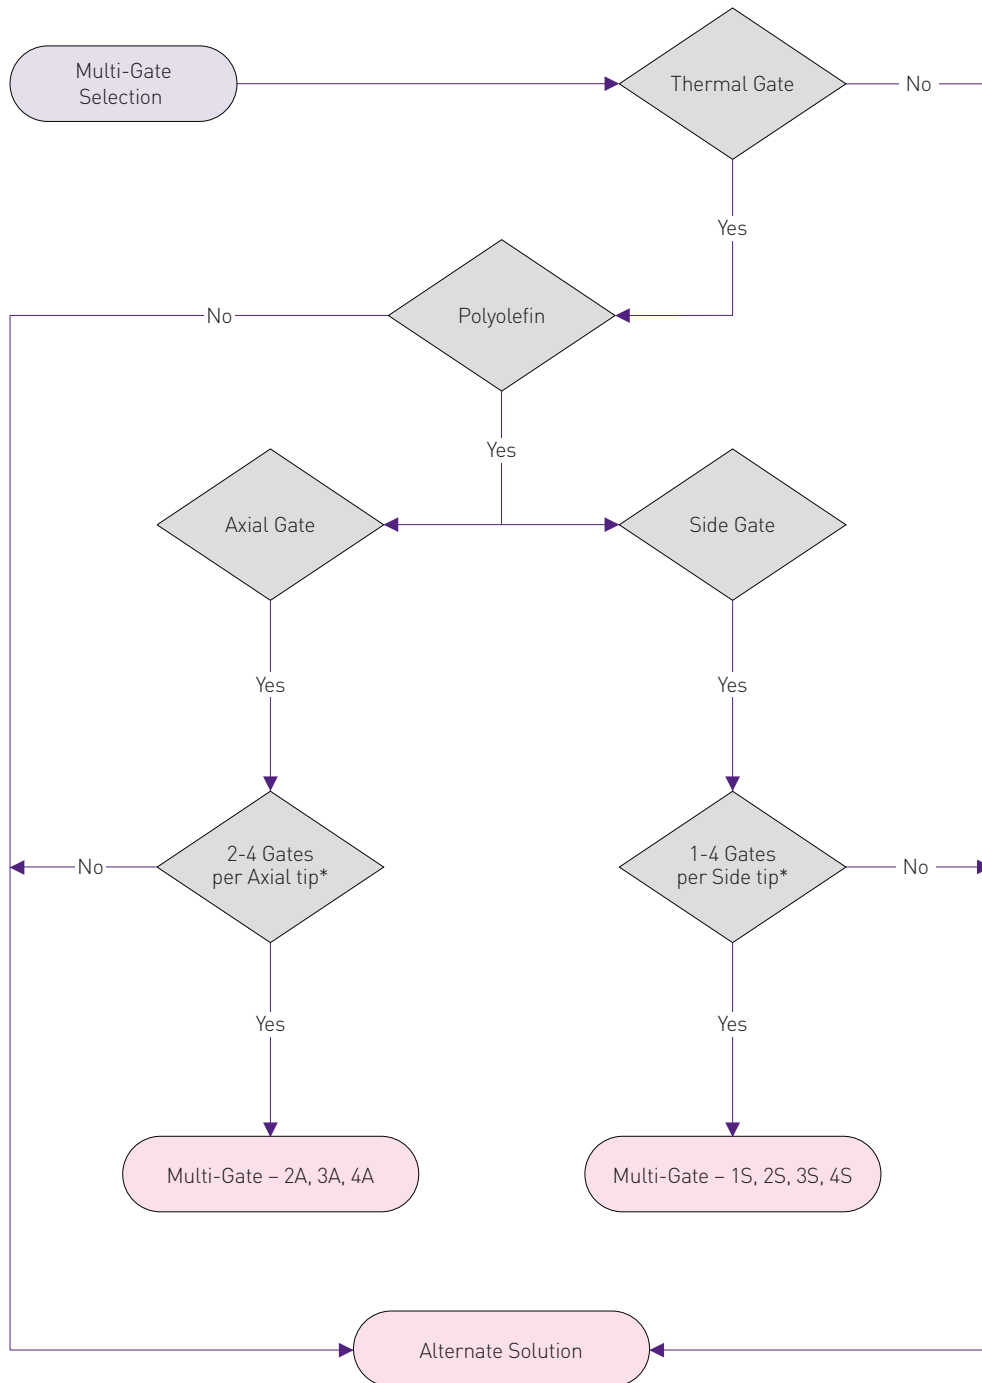 Multi-Gate
Selection
Thermal Gate
No
Yes
Polyolefin
No
Yes
Axial Gate
Side Gate
Yes
Yes
2-4 Gates
per Axial tip*
No
1-4 Gates
per Side tip*
No
Yes
Yes
Multi-Gate – 2A, 3A, 4A
Multi-Gate – 1S, 2S, 3S, 4S
Alternate Solution